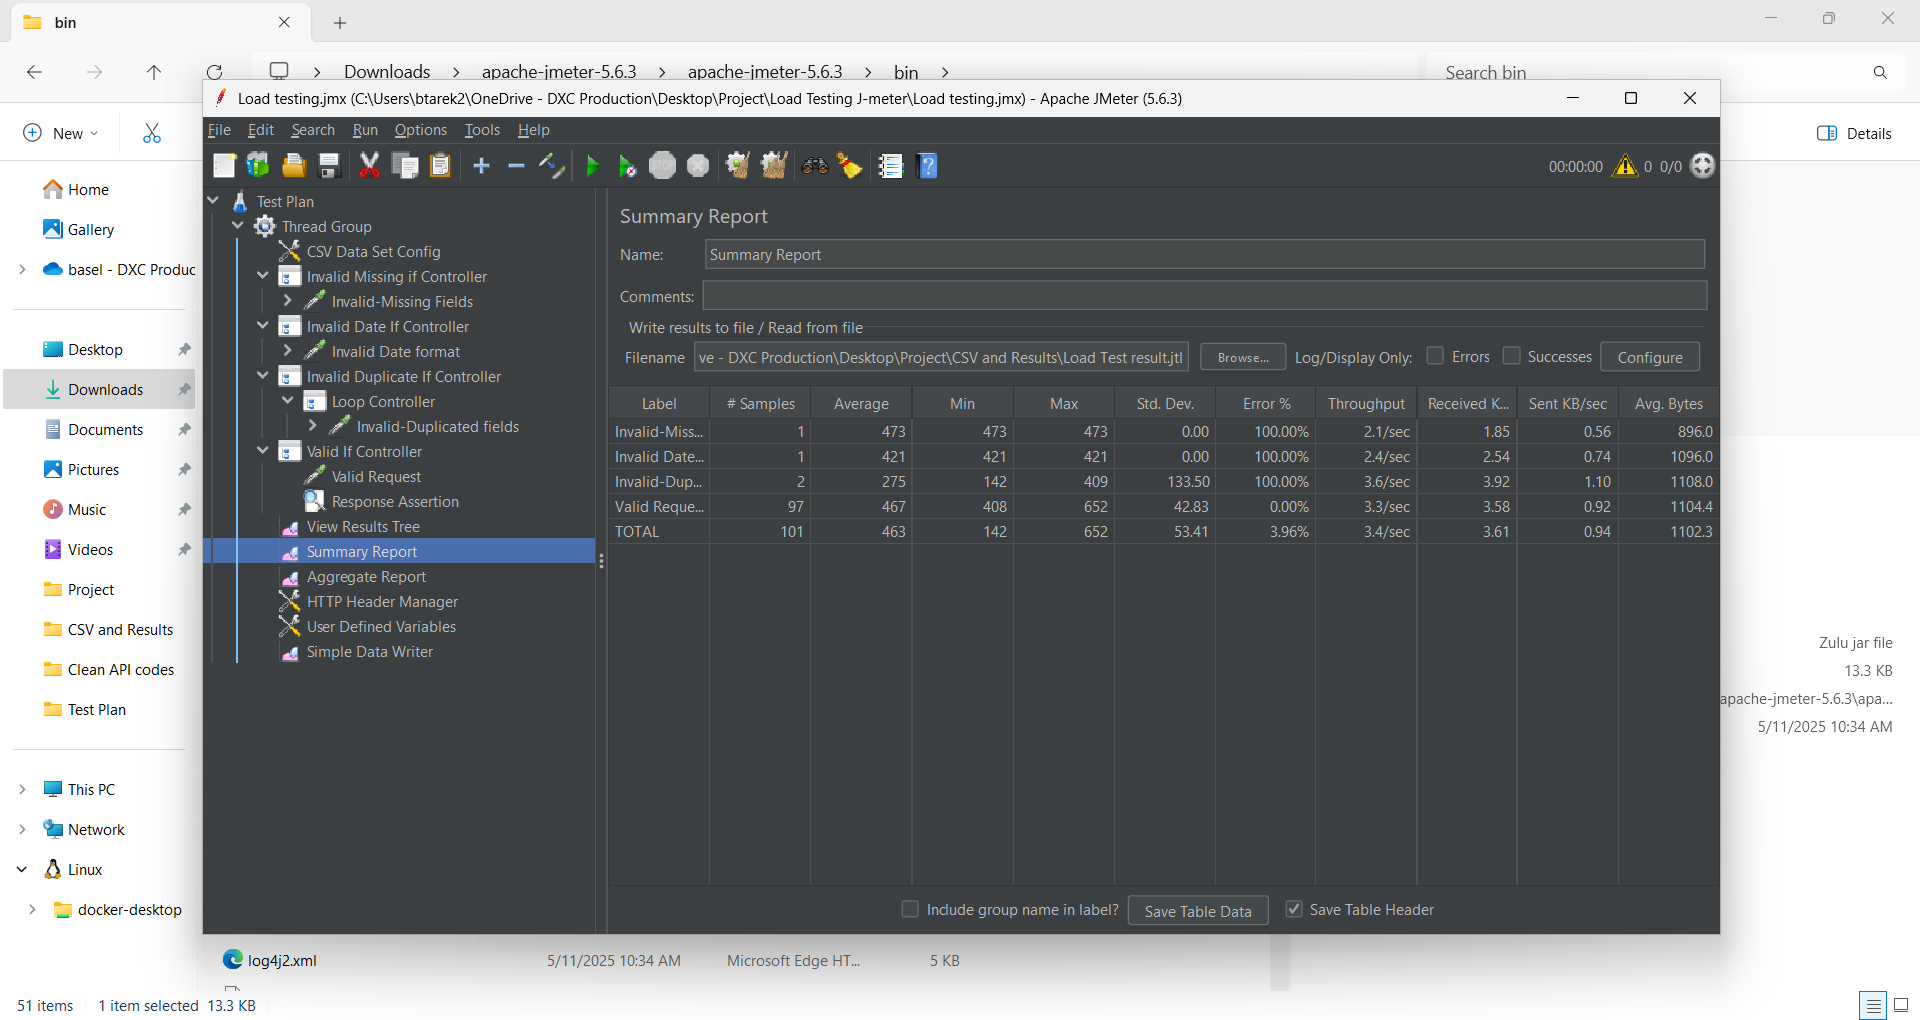 bin
Downloads > apache-jmeter-5.6.3 > apache-jmeter-5.6.3 > bin >
Search bin
Load testing.jmx (C:\Users\btarek2\OneDrive - DXC Production\Desktop\Project\Load Testing J-meter\Load testing.jmx) - Apache JMeter (5.6.3)
New
Details
File Edit Search Run Options Tools Help
STOP
00:00:00 0 0/0
Home
Gallery
basel - DXC Produc
Desktop
Downloads
Documents
Pictures
Music
Videos
Project
CSV and Results
Clean API codes
Test Plan
This PC
Network
Linux
docker-desktop
Test Plan
Thread Group
CSV Data Set Config
Invalid Missing if Controller
Invalid-Missing Fields
Invalid Date If Controller
Invalid Date format
Invalid Duplicate If Controller
Loop Controller
Invalid-Duplicated fields
Valid If Controller
Valid Request
Response Assertion
View Results Tree
Summary Report
Aggregate Report
HTTP Header Manager
User Defined Variables
Simple Data Writer
Summary Report
Name: Summary Report
Comments:
Write results to file / Read from file
Filename ve - DXC Production\Desktop\Project\CSV and Results\Load Test result.jtl Browse... Log/Display Only: Errors Successes Configure
Label # Samples Average Min Max Std. Dev. Error % Throughput Received K... Sent KB/sec Avg. Bytes
Invalid-Miss... 1 473 473 473 0.00 100.00% 2.1/sec 1.85 0.56 896.0
Invalid Date... 1 421 421 421 0.00 100.00% 2.4/sec 2.54 0.74 1096.0
Invalid-Dup... 2 275 142 409 133.50 100.00% 3.6/sec 3.92 1.10 1108.0
Valid Reque... 97 467 408 652 42.83 0.00% 3.3/sec 3.58 0.92 1104.4
TOTAL 101 463 142 652 53.41 3.96% 3.4/sec 3.61 0.94 1102.3
Include group name in label? Save Table Data Save Table Header
Zulu jar file
13.3 KB
apache-jmeter-5.6.3\apa...
5/11/2025 10:34 AM
log4j2.xml 5/11/2025 10:34 AM Microsoft Edge HT... 5 KB
51 items 1 item selected 13.3 KB